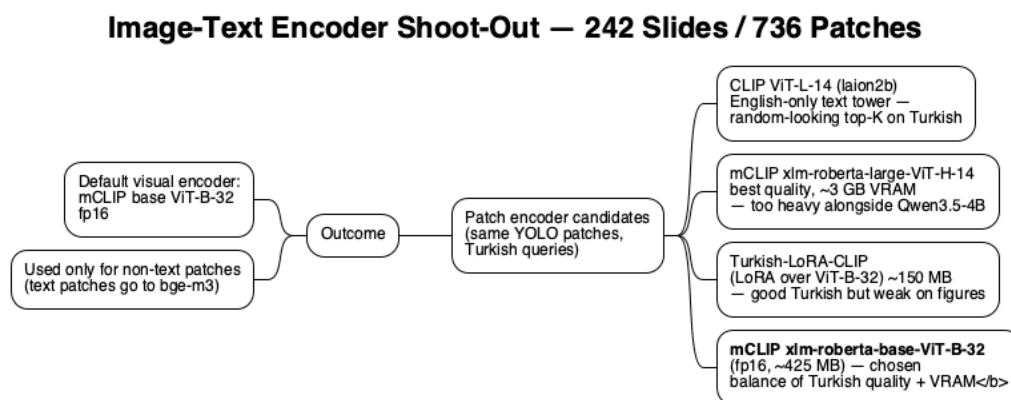 Image-Text Encoder Shoot-Out — 242 Slides / 736 Patches
Default visual encoder:
mCLIP base ViT-B-32
fp16
Used only for non-text patches
(text patches go to bge-m3)
Outcome
Patch encoder candidates
(same YOLO patches,
Turkish queries)
CLIP ViT-L-14 (laion2b)
English-only text tower —
random-looking top-K on Turkish
mCLIP xlm-roberta-large-ViT-H-14
best quality, ~3 GB VRAM
— too heavy alongside Qwen3.5-4B
Turkish-LoRA-CLIP
(LoRA over ViT-B-32) ~150 MB
— good Turkish but weak on figures
mCLIP xlm-roberta-base-ViT-B-32
(fp16, ~425 MB) — chosen
balance of Turkish quality + VRAM</b>